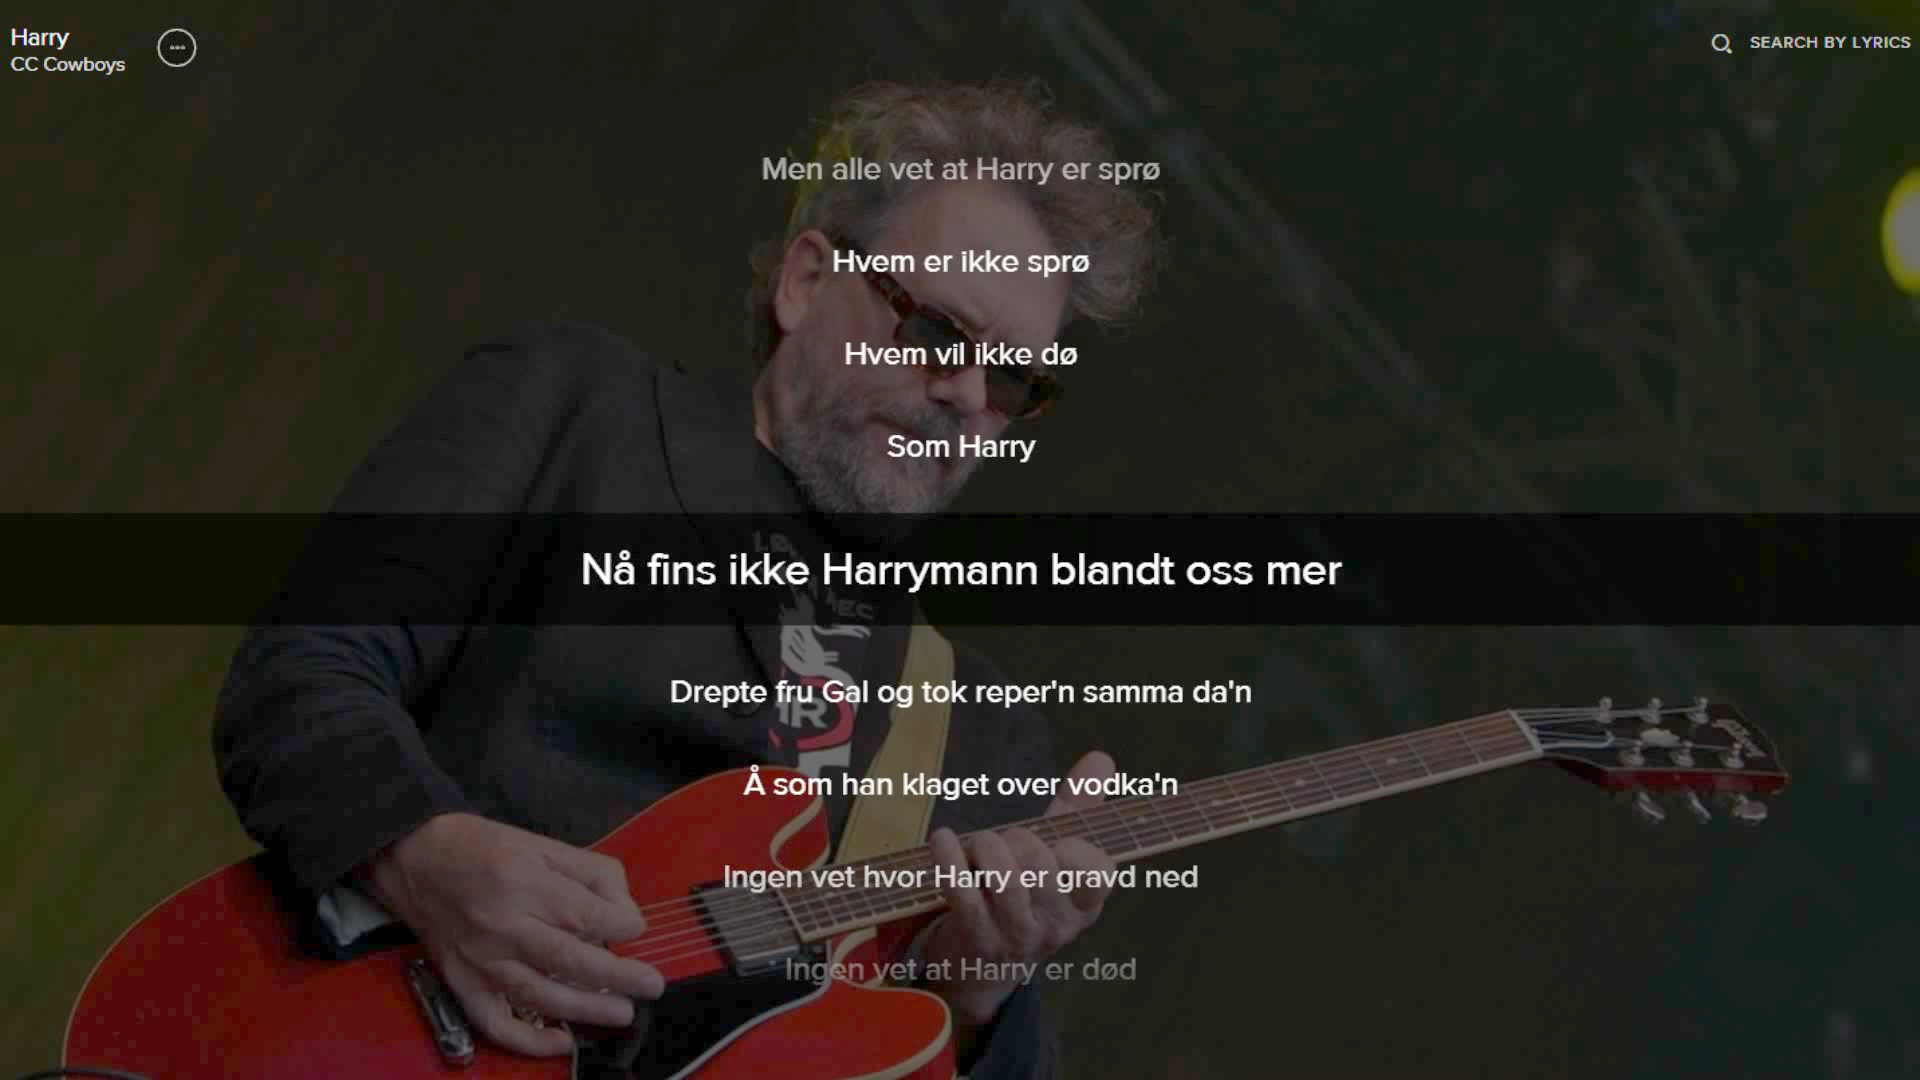 Harry
CC Cowboys
SEARCH BY LYRICS
Men alle vet at Harry er sprø
Hvem er ikke sprø
Hvem vil ikke dø
Som Harry
Nå fins ikke Harrymann blandt oss mer
Drepte fru Gal og tok reper'n samma da'n
Å som han klaget over vodka'n
Ingen vet hvor Harry er gravd ned
Ingen vet at Harry er død